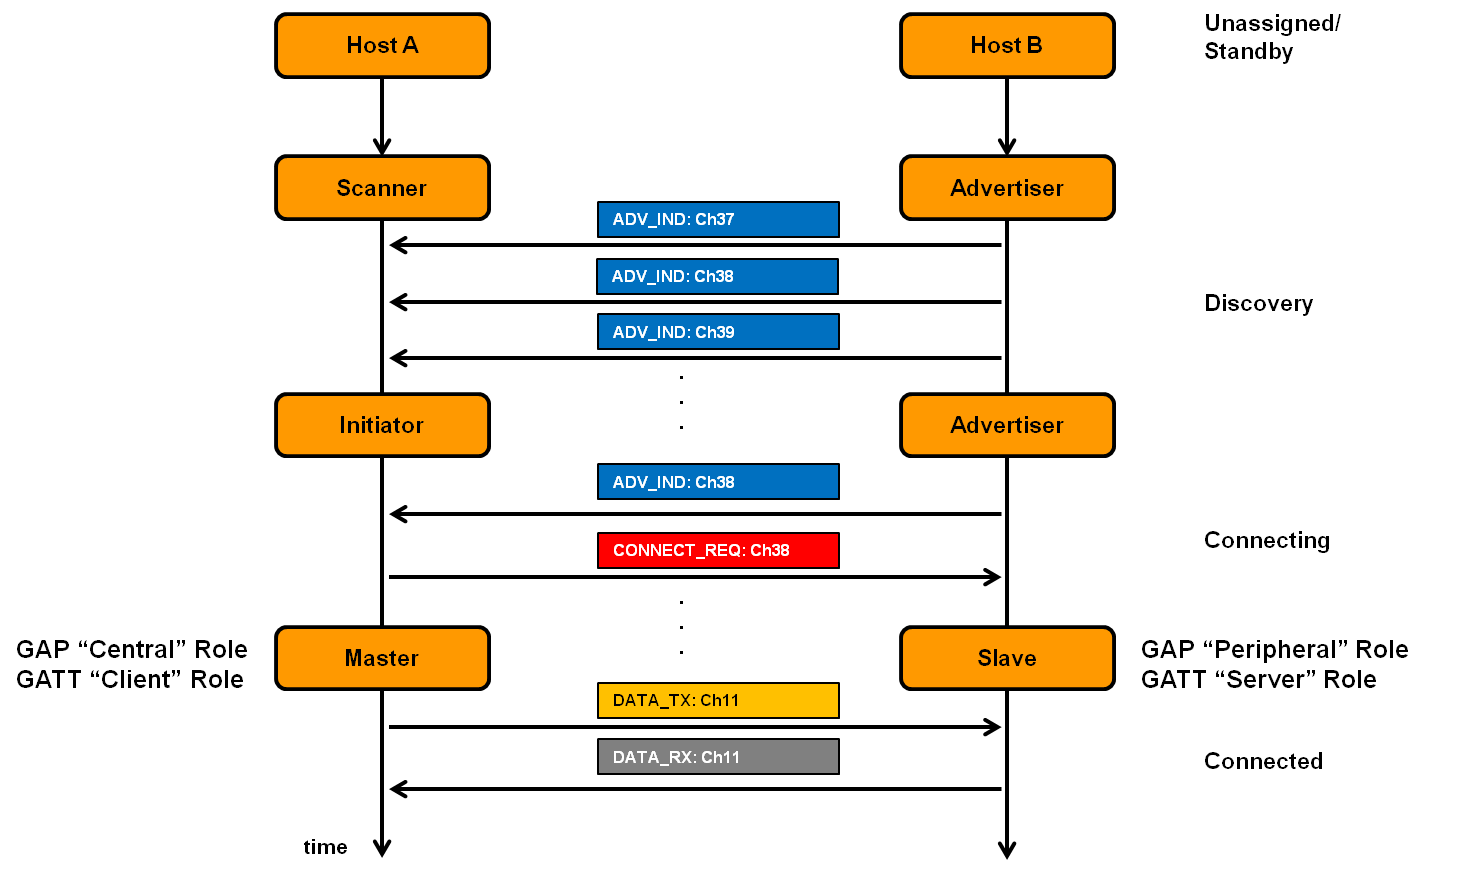 Host A
Host B
Unassigned/
Standby
Scanner
Advertiser
ADV_IND: Ch37
ADV_IND: Ch38
Discovery
ADV_IND: Ch39
Initiator
Advertiser
ADV_IND: Ch38
Connecting
CONNECT_REQ: Ch38
GAP “Central” Role
GATT “Client” Role
Master
Slave
GAP “Peripheral” Role
GATT “Server” Role
DATA_TX: Ch11
DATA_RX: Ch11
Connected
time